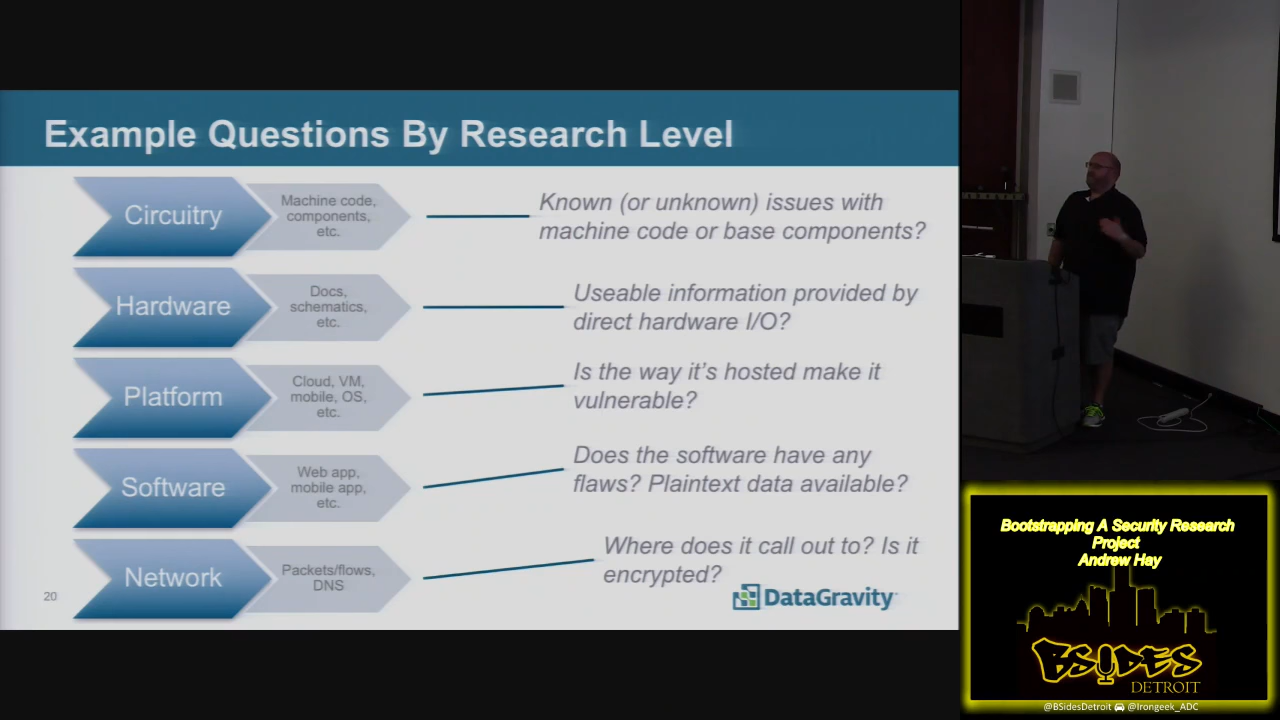 Example Questions By Research Level
Circuitry
Machine code,
components,
etc.
Known (or unknown) issues with
machine code or base components?
Hardware
Docs,
schematics,
etc.
Useable information provided by
direct hardware I/O?
Platform
Cloud, VM,
mobile, OS,
etc.
Is the way it's hosted make it
vulnerable?
Software
Web app,
mobile app,
etc.
Does the software have any
flaws? Plaintext data available?
Network
Packets/flows,
DNS
Where does it call out to? Is it
encrypted?
20
DataGravity
Bootstrapping A Security Research
Project
Andrew Hay
BSIDES
DETROIT
@BSidesDetroit @Irongeek_ADC